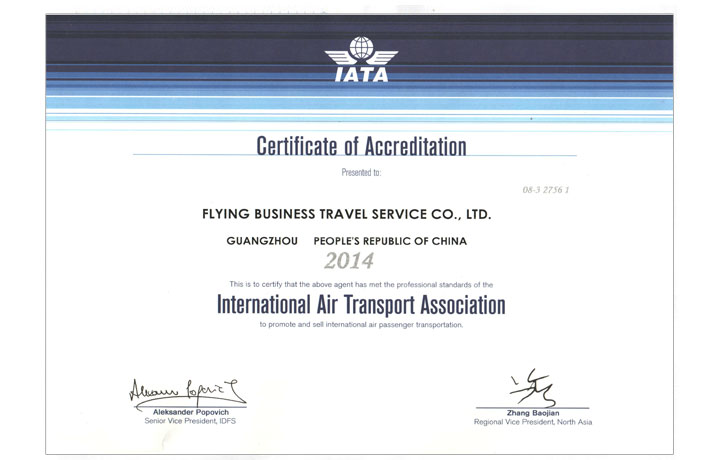 IATA
Certificate of Accreditation
Presented to:
08-3 2756 1
FLYING BUSINESS TRAVEL SERVICE CO., LTD.
GUANGZHOU PEOPLE'S REPUBLIC OF CHINA
2014
This is to certify that the above agent has met the professional standards of the
International Air Transport Association
to promote and sell international air passenger transportation.
Aleksander Popovich
Senior Vice President, IDFS
Zhang Baojian
Regional Vice President, North Asia